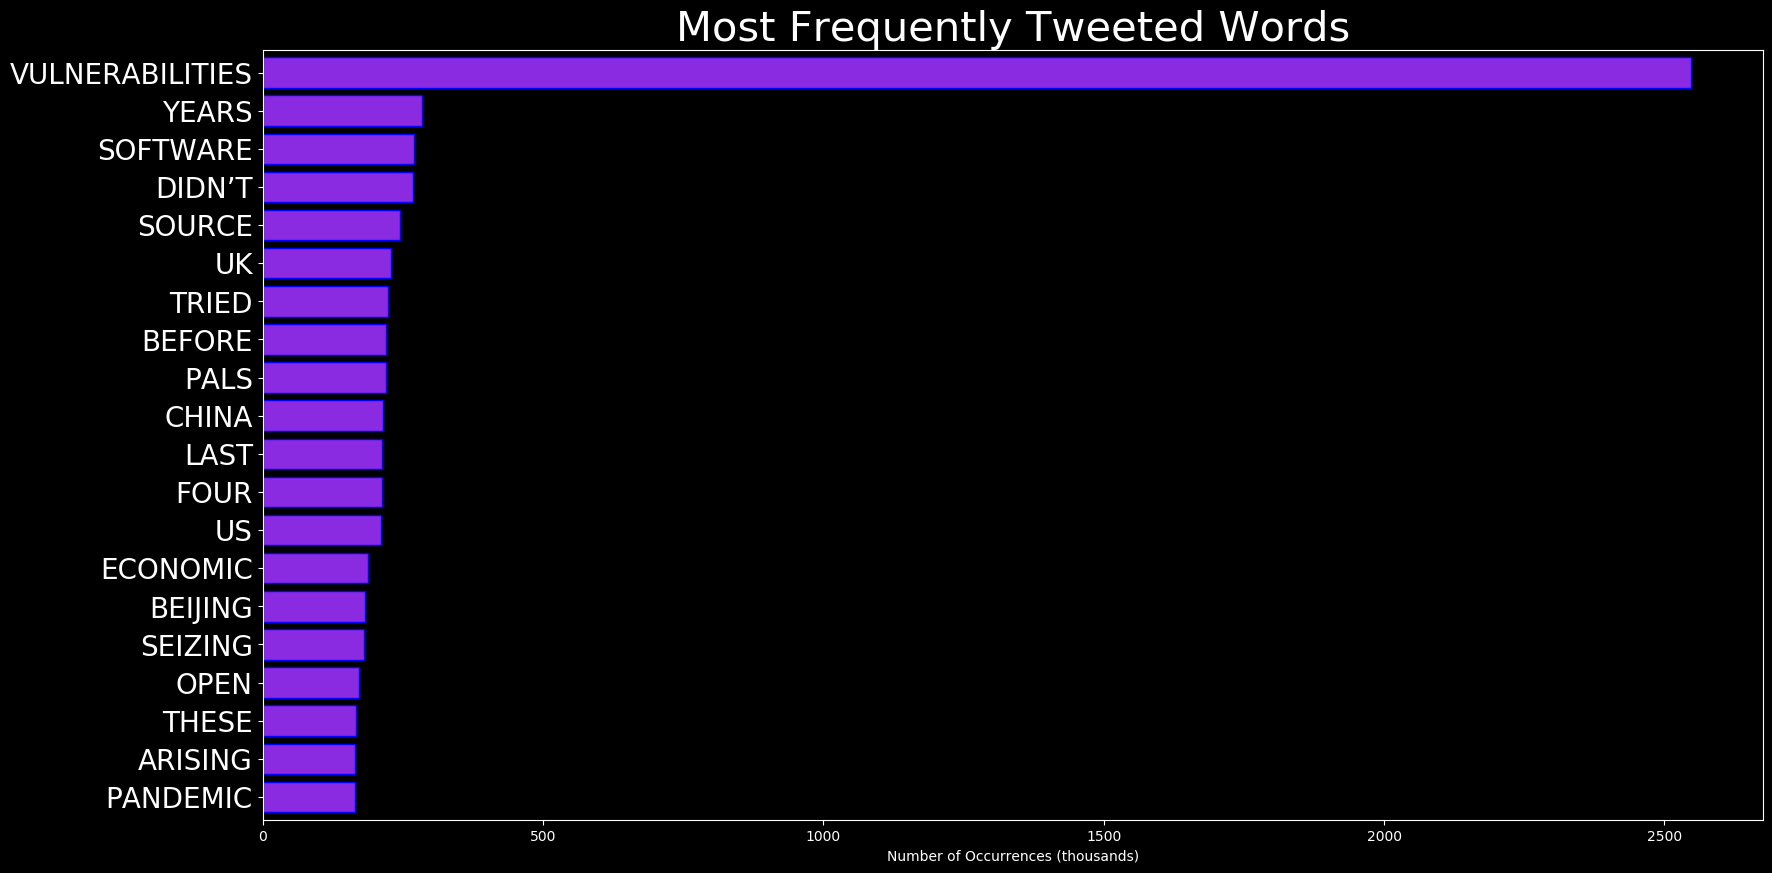 Most Frequently Tweeted Words
VULNERABILITIES
YEARS
SOFTWARE
DIDN’T
SOURCE
UK
TRIED
BEFORE
PALS
CHINA
LAST
FOUR
US
ECONOMIC
BEIJING
SEIZING
OPEN
THESE
ARISING
PANDEMIC
0 500 1000 1500 2000 2500
Number of Occurrences (thousands)